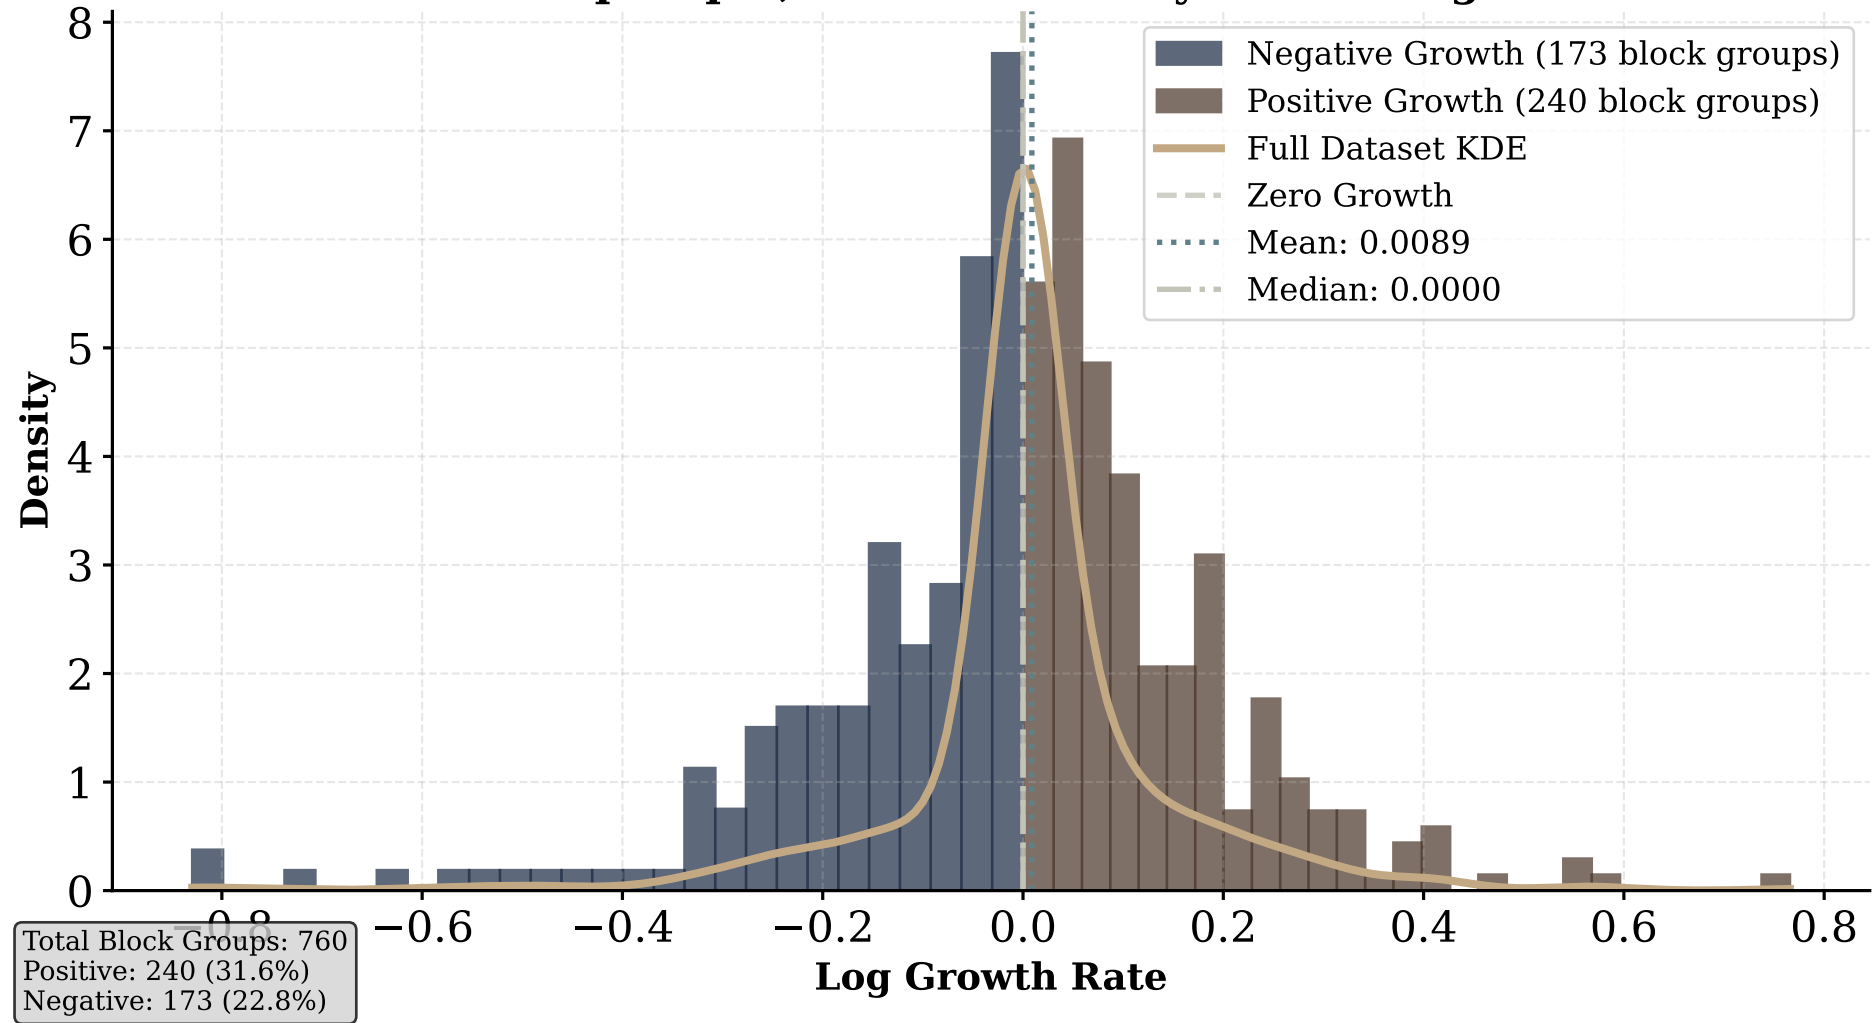 8
7
6
5
4
3
2
1
0
Density
Negative Growth (173 block groups)
Positive Growth (240 block groups)
Full Dataset KDE
Zero Growth
Mean: 0.0089
Median: 0.0000
−0.8 −0.6 −0.4 −0.2 0.0 0.2 0.4 0.6 0.8
Log Growth Rate
Total Block Groups: 760
Positive: 240 (31.6%)
Negative: 173 (22.8%)